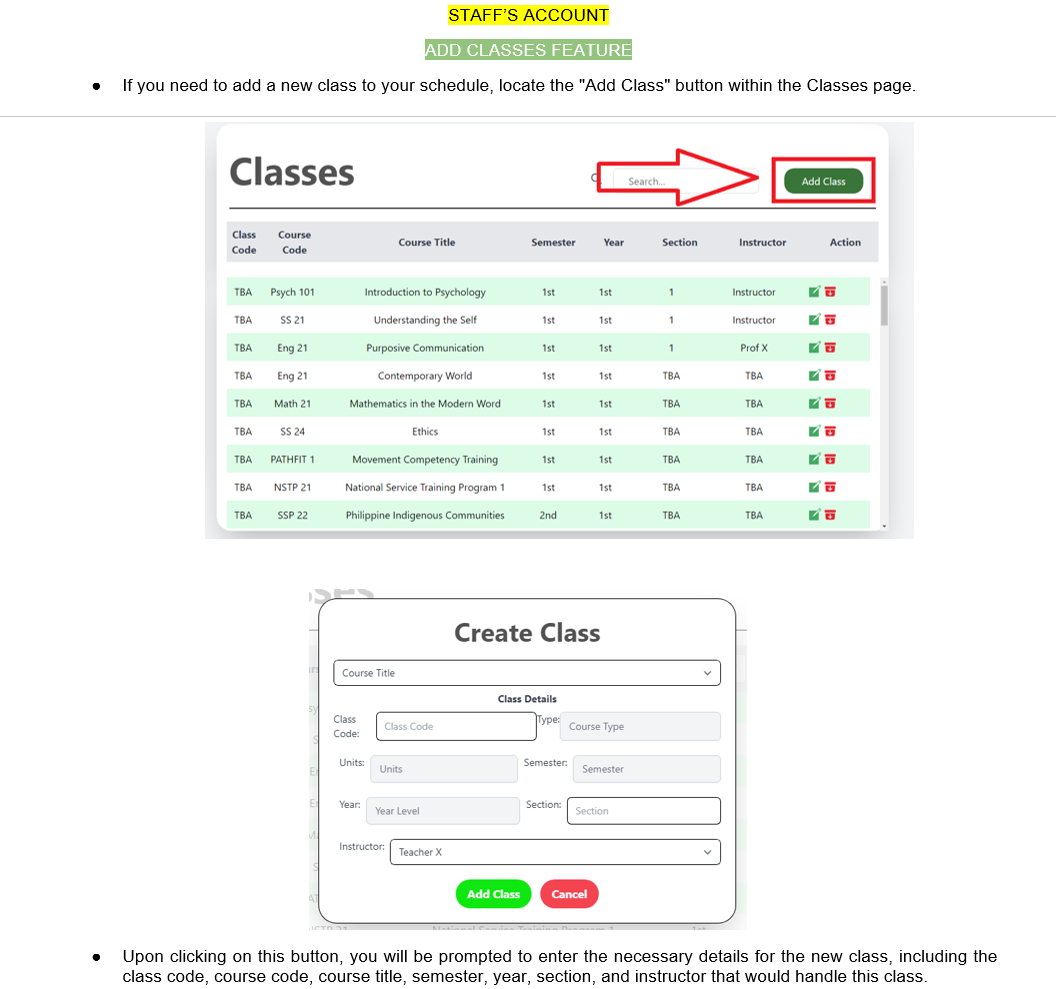 STAFF’S ACCOUNT
ADD CLASSES FEATURE
● If you need to add a new class to your schedule, locate the "Add Class" button within the Classes page.
Classes
Search...
Add Class
Class Code Course Code Course Title Semester Year Section Instructor Action
TBA Psych 101 Introduction to Psychology 1st 1st 1 Instructor
TBA SS 21 Understanding the Self 1st 1st 1 Instructor
TBA Eng 21 Purposive Communication 1st 1st 1 Prof X
TBA Eng 21 Contemporary World 1st 1st TBA TBA
TBA Math 21 Mathematics in the Modern Word 1st 1st TBA TBA
TBA SS 24 Ethics 1st 1st TBA TBA
TBA PATHFIT 1 Movement Competency Training 1st 1st TBA TBA
TBA NSTP 21 National Service Training Program 1 1st 1st TBA TBA
TBA SSP 22 Philippine Indigenous Communities 2nd 1st TBA TBA
Create Class
Course Title
Class Details
Class Code: Class Code Type: Course Type
Units: Units Semester: Semester
Year: Year Level Section: Section
Instructor: Teacher X
Add Class Cancel
● Upon clicking on this button, you will be prompted to enter the necessary details for the new class, including the
class code, course code, course title, semester, year, section, and instructor that would handle this class.